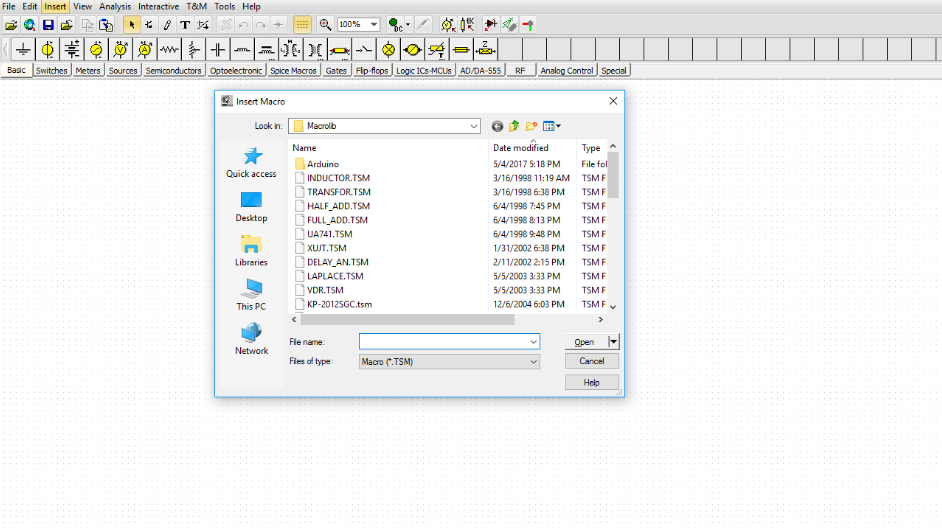 File Edit Insert View Analysis Interactive T&M Tools Help
100% DC
Basic Switches Meters Sources Semiconductors Optoelectronic Spice Macros Gates Flip-flops Logic ICs-MCUs AD/DA-555 RF Analog Control Special
Insert Macro
Look in: Macrolib
Name Date modified Type
Arduino 5/4/2017 5:18 PM File fol
INDUCTOR.TSM 3/16/1998 11:19 AM TSM F
TRANSFOR.TSM 3/16/1998 6:38 PM TSM F
HALF_ADD.TSM 6/4/1998 7:45 PM TSM F
FULL_ADD.TSM 6/4/1998 8:13 PM TSM F
UA741.TSM 6/4/1998 9:48 PM TSM F
XUJT.TSM 1/31/2002 6:38 PM TSM F
DELAY_AN.TSM 2/11/2002 2:15 PM TSM F
LAPLACE.TSM 5/5/2003 3:33 PM TSM F
VDR.TSM 5/5/2003 3:33 PM TSM F
KP-2012SGC.tsm 12/6/2004 6:03 PM TSM F
Quick access
Desktop
Libraries
This PC
Network
File name: Open
Files of type: Macro (*.TSM) Cancel
Help